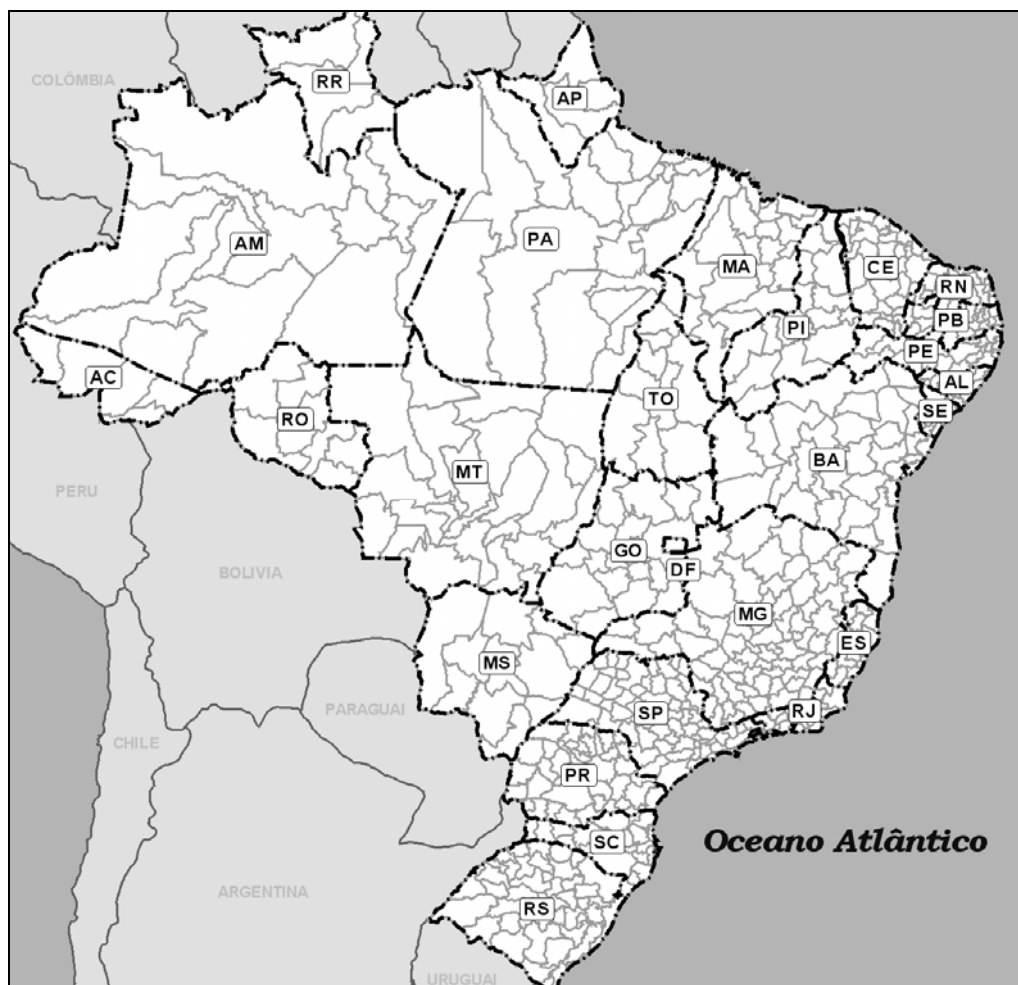 COLÔMBIA
RR
AP
AM
PA
MA
CE
RN
PI
PB
PE
AC
AL
TO
SE
RO
BA
MT
PERU
GO
DF
BOLIVIA
MG
ES
MS
PARAGUAI
SP
RJ
CHILE
PR
SC
Oceano Atlântico
ARGENTINA
RS
URUGUAI